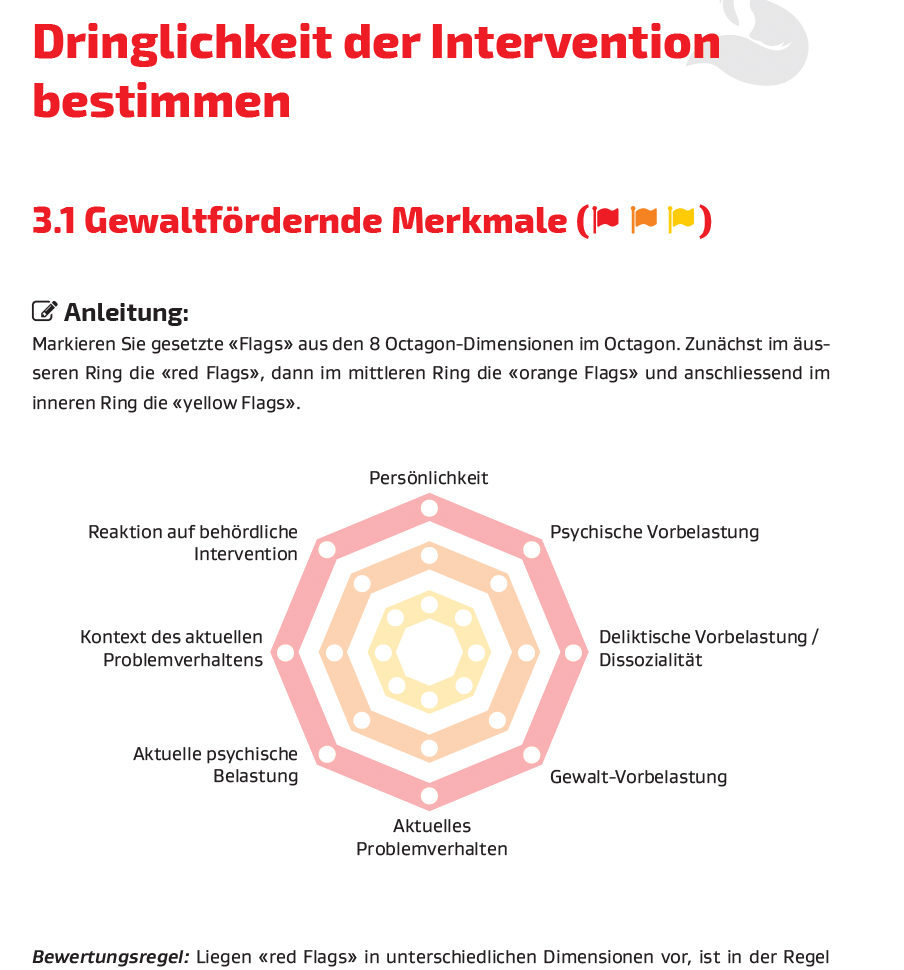 Dringlichkeit der Intervention
bestimmen
3.1 Gewaltfördernde Merkmale ( )
Anleitung:
Markieren Sie gesetzte «Flags» aus den 8 Octagon-Dimensionen im Octagon. Zunächst im äus-
seren Ring die «red Flags», dann im mittleren Ring die «orange Flags» und anschliessend im
inneren Ring die «yellow Flags».
Persönlichkeit
Reaktion auf behördliche
Intervention
Psychische Vorbelastung
Kontext des aktuellen
Problemverhaltens
Deliktische Vorbelastung /
Dissozialität
Aktuelle psychische
Belastung
Gewalt-Vorbelastung
Aktuelles
Problemverhalten
Bewertungsregel: Liegen «red Flags» in unterschiedlichen Dimensionen vor, ist in der Regel